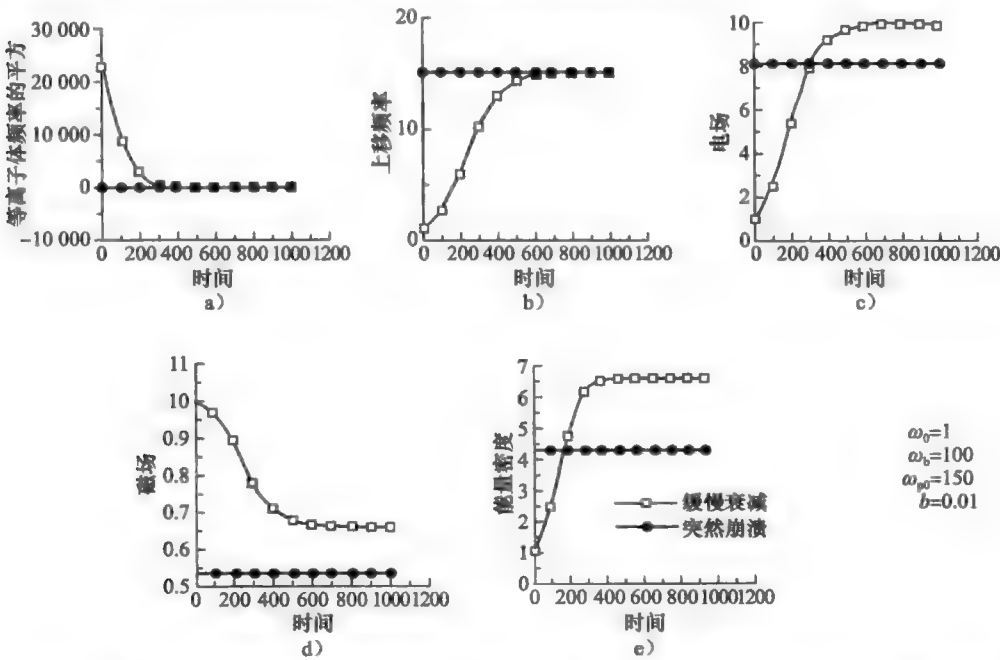 等离子体频率的平方
30 000
20 000
10 000
0
-10 000
0 200 400 600 800 1000 1200
时间
a)
上移频率
20
10
0
0 200 400 600 800 1000 1200
时间
b)
电场
10
8
6
4
2
0
0 200 400 600 800 1000 1200
时间
c)
磁场
11
10
0.9
0.8
0.7
0.6
0.5
0 200 400 600 800 1000 1200
时间
d)
能量密度
7
6
5
4
3
2
1
0
0 200 400 600 800 1000 1200
时间
e)
缓慢衰减
突然崩溃
ω₀=1
ω_b=100
ω_p0=150
b=0.01